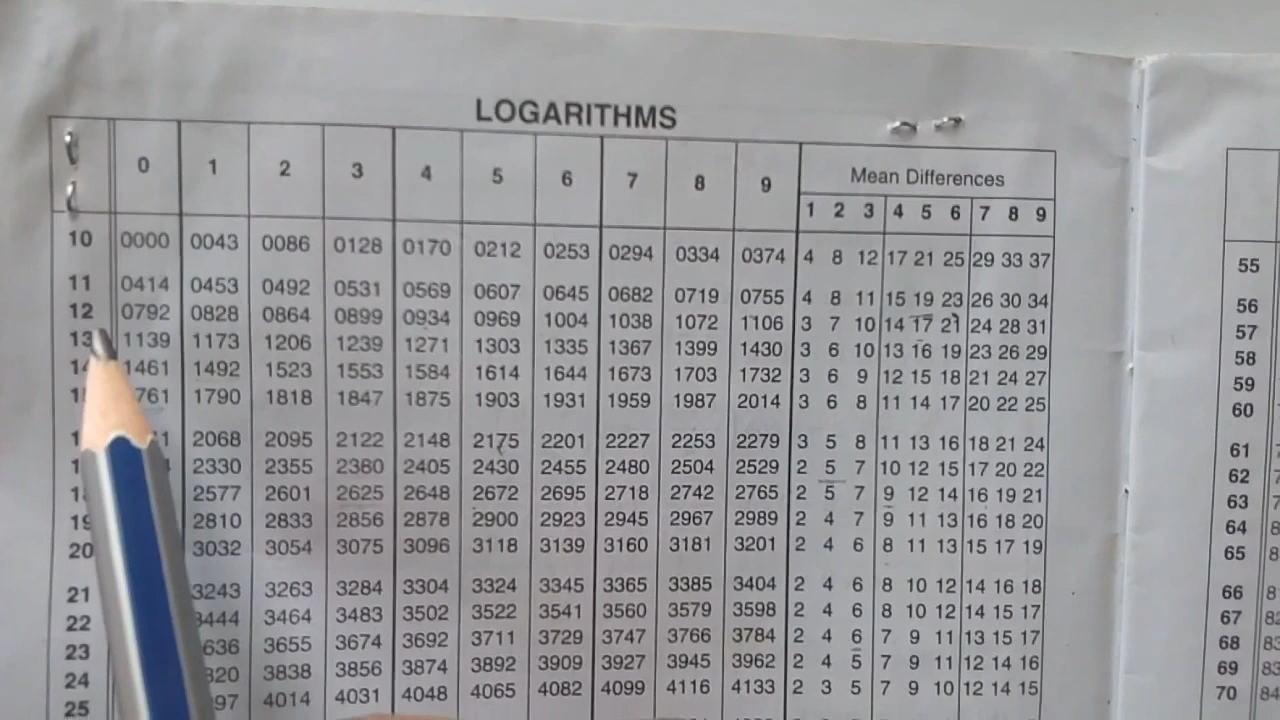 LOGARITHMS
0 1 2 3 4 5 6 7 8 9 Mean Differences
1 2 3 4 5 6 7 8 9
10 0000 0043 0086 0128 0170 0212 0253 0294 0334 0374 4 8 12 17 21 25 29 33 37
11 0414 0453 0492 0531 0569 0607 0645 0682 0719 0755 4 8 11 15 19 23 26 30 34
12 0792 0828 0864 0899 0934 0969 1004 1038 1072 1106 3 7 10 14 17 21 24 28 31
13 1139 1173 1206 1239 1271 1303 1335 1367 1399 1430 3 6 10 13 16 19 23 26 29
1461 1492 1523 1553 1584 1614 1644 1673 1703 1732 3 6 9 12 15 18 21 24 27
761 1790 1818 1847 1875 1903 1931 1959 1987 2014 3 6 8 11 14 17 20 22 25
2068 2095 2122 2148 2175 2201 2227 2253 2279 3 5 8 11 13 16 18 21 24
2330 2355 2380 2405 2430 2455 2480 2504 2529 2 5 7 10 12 15 17 20 22
2577 2601 2625 2648 2672 2695 2718 2742 2765 2 5 7 9 12 14 16 19 21
19 2810 2833 2856 2878 2900 2923 2945 2967 2989 2 4 7 9 11 13 16 18 20
20 3032 3054 3075 3096 3118 3139 3160 3181 3201 2 4 6 8 11 13 15 17 19
21 3243 3263 3284 3304 3324 3345 3365 3385 3404 2 4 6 8 10 12 14 16 18
22 3444 3464 3483 3502 3522 3541 3560 3579 3598 2 4 6 8 10 12 14 15 17
23 636 3655 3674 3692 3711 3729 3747 3766 3784 2 4 6 7 9 11 13 15 17
24 820 3838 3856 3874 3892 3909 3927 3945 3962 2 4 5 7 9 11 12 14 16
25 97 4014 4031 4048 4065 4082 4099 4116 4133 2 3 5 7 9 10 12 14 15
55
56
57
58
59
60
61
62
63
64
65
66
67
68
69
70